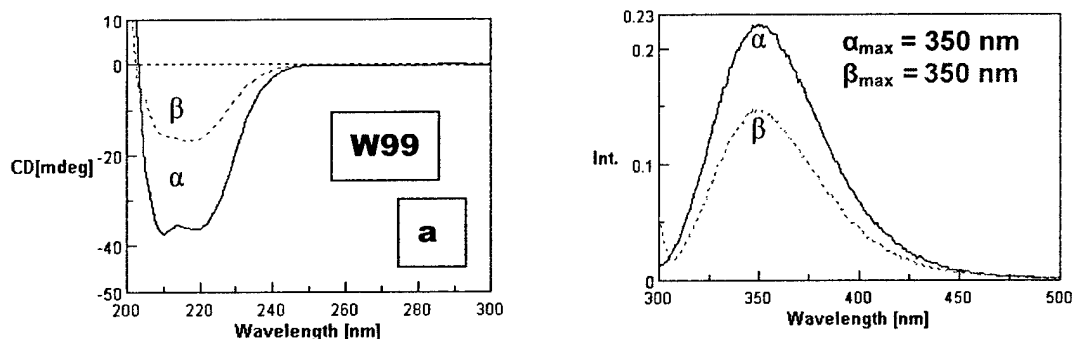 10
0
-20
-40
-50
CD[mdeg]
β
α
W99
a
200 220 240 260 280 300
Wavelength [nm]
0.23
0.2
0.1
0
Int.
α
β
αmax = 350 nm
βmax = 350 nm
300 350 400 450 500
Wavelength [nm]